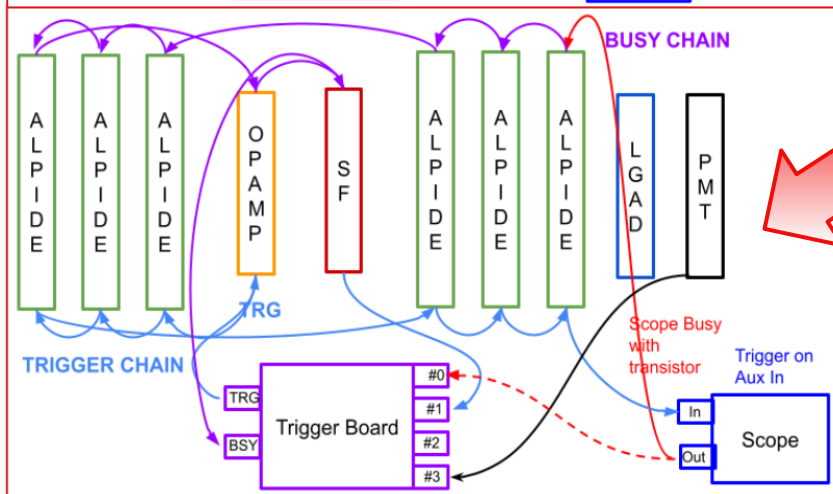 BUSY CHAIN
ALPIDE
ALPIDE
ALPIDE
OPAMP
SF
ALPIDE
ALPIDE
ALPIDE
LGAD
PMT
TRG
TRIGGER CHAIN
Scope Busy
with
transistor
Trigger on
Aux In
TRG
BSY
Trigger Board
#0
#1
#2
#3
In
Out
Scope